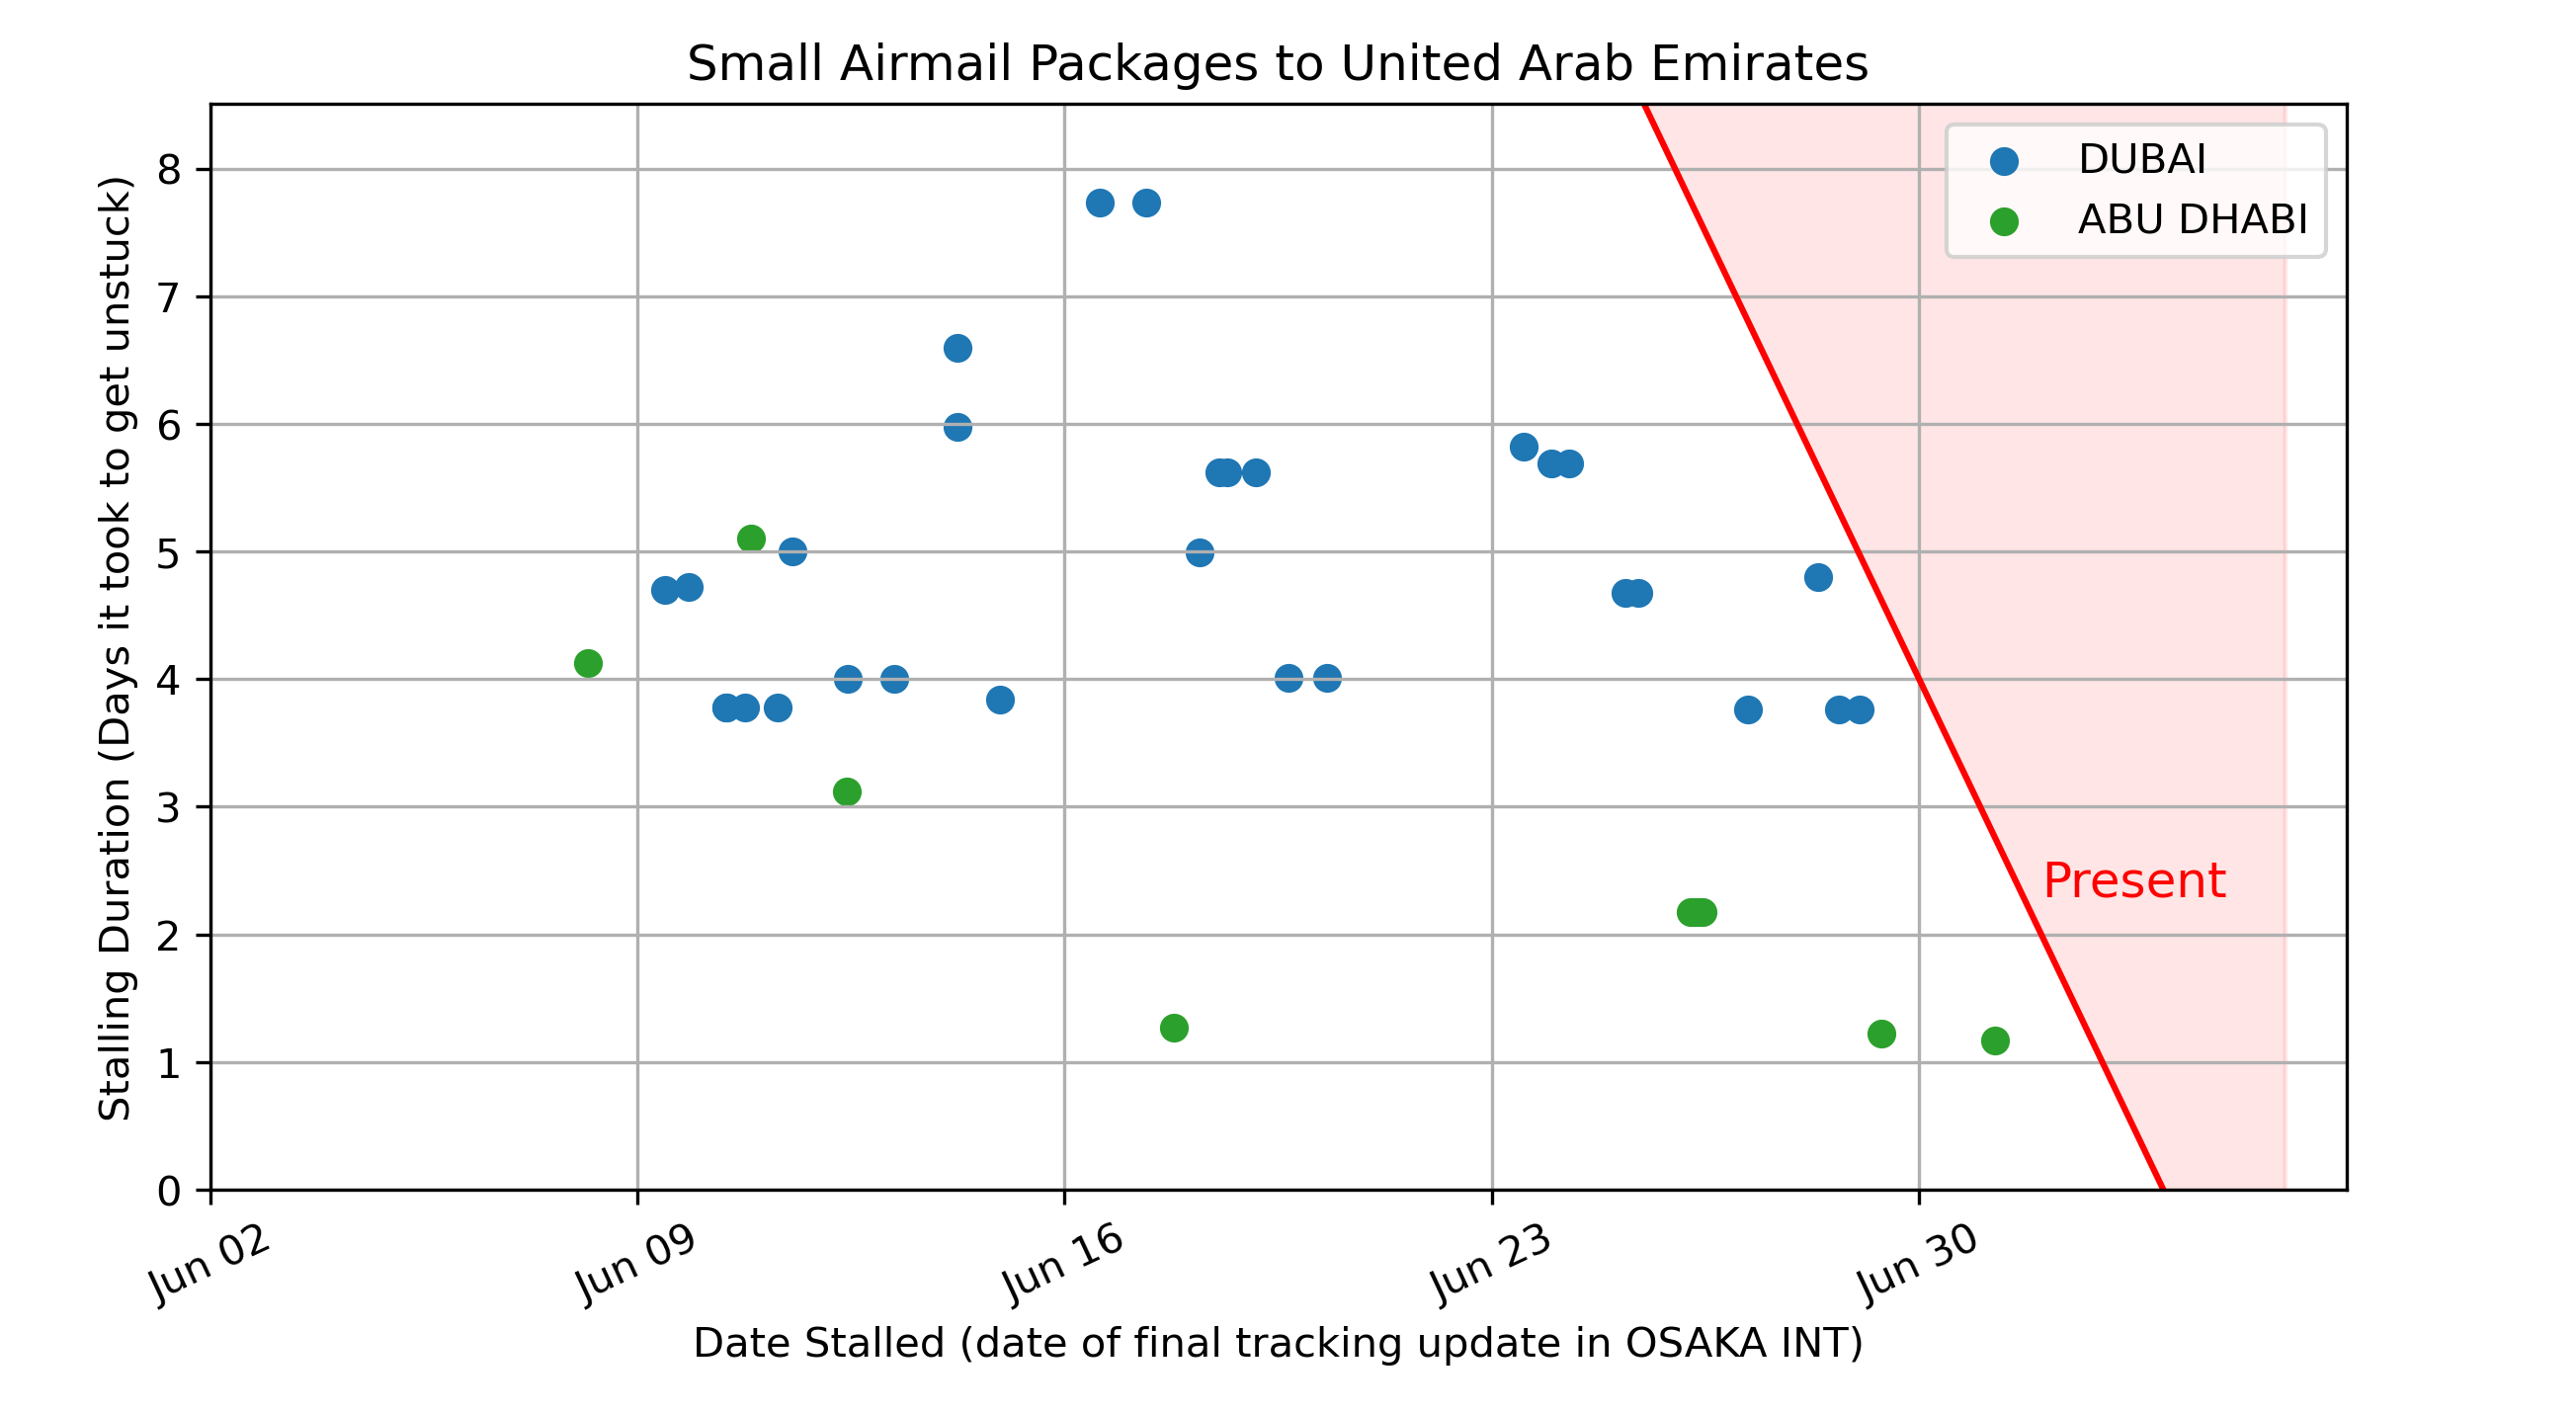 Small Airmail Packages to United Arab Emirates
Stalling Duration (Days it took to get unstuck)
8
7
6
5
4
3
2
1
0
DUBAI
ABU DHABI
Present
Jun 02
Jun 09
Jun 16
Jun 23
Jun 30
Date Stalled (date of final tracking update in OSAKA INT)